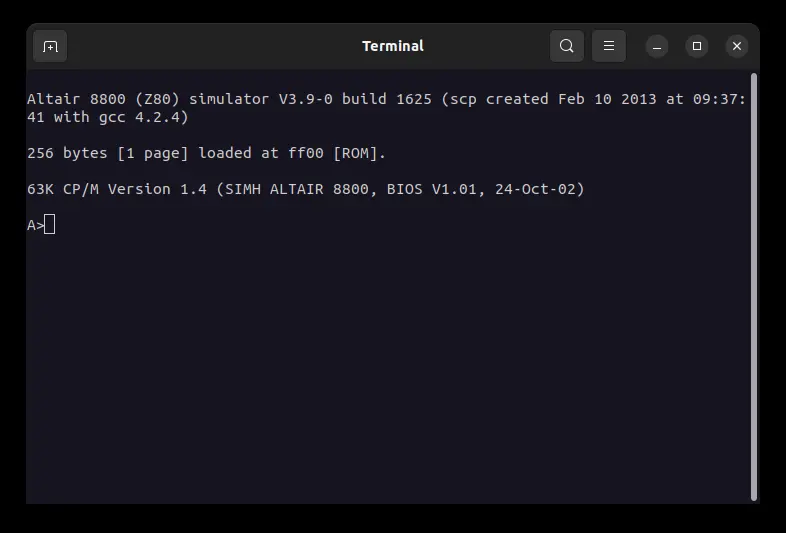 Terminal
Altair 8800 (Z80) simulator V3.9-0 build 1625 (scp created Feb 10 2013 at 09:37:
41 with gcc 4.2.4)
256 bytes [1 page] loaded at ff00 [ROM].
63K CP/M Version 1.4 (SIMH ALTAIR 8800, BIOS V1.01, 24-Oct-02)
A>